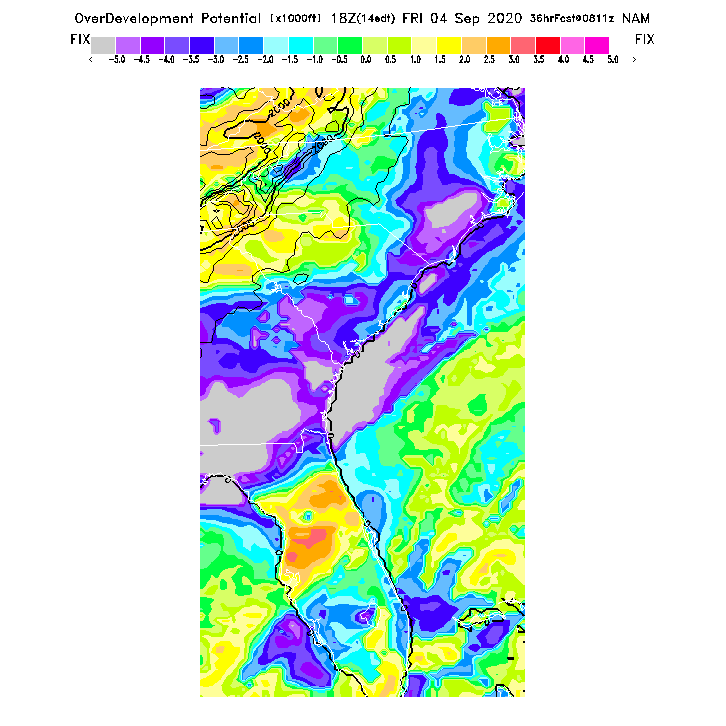 OverDevelopment Potential [x1000ft] 18Z(14edt) FRI 04 Sep 2020 36hrFcst@0811z NAM
FIX FIX
< -5.0 -4.5 -4.0 -3.5 -3.0 -2.5 -2.0 -1.5 -1.0 -0.5 0.0 0.5 1.0 1.5 2.0 2.5 3.0 3.5 4.0 4.5 5.0 >
2000
2000